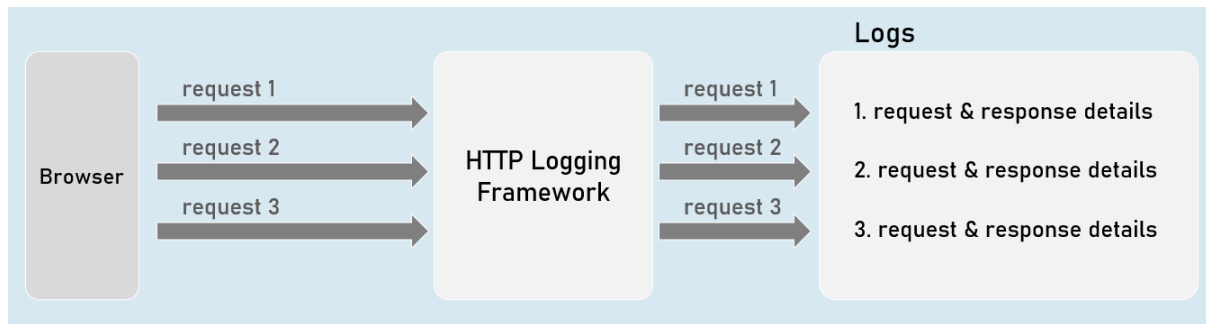 Logs
request 1
request 1
1. request & response details
request 2
request 2
2. request & response details
Browser
HTTP Logging
Framework
request 3
request 3
3. request & response details